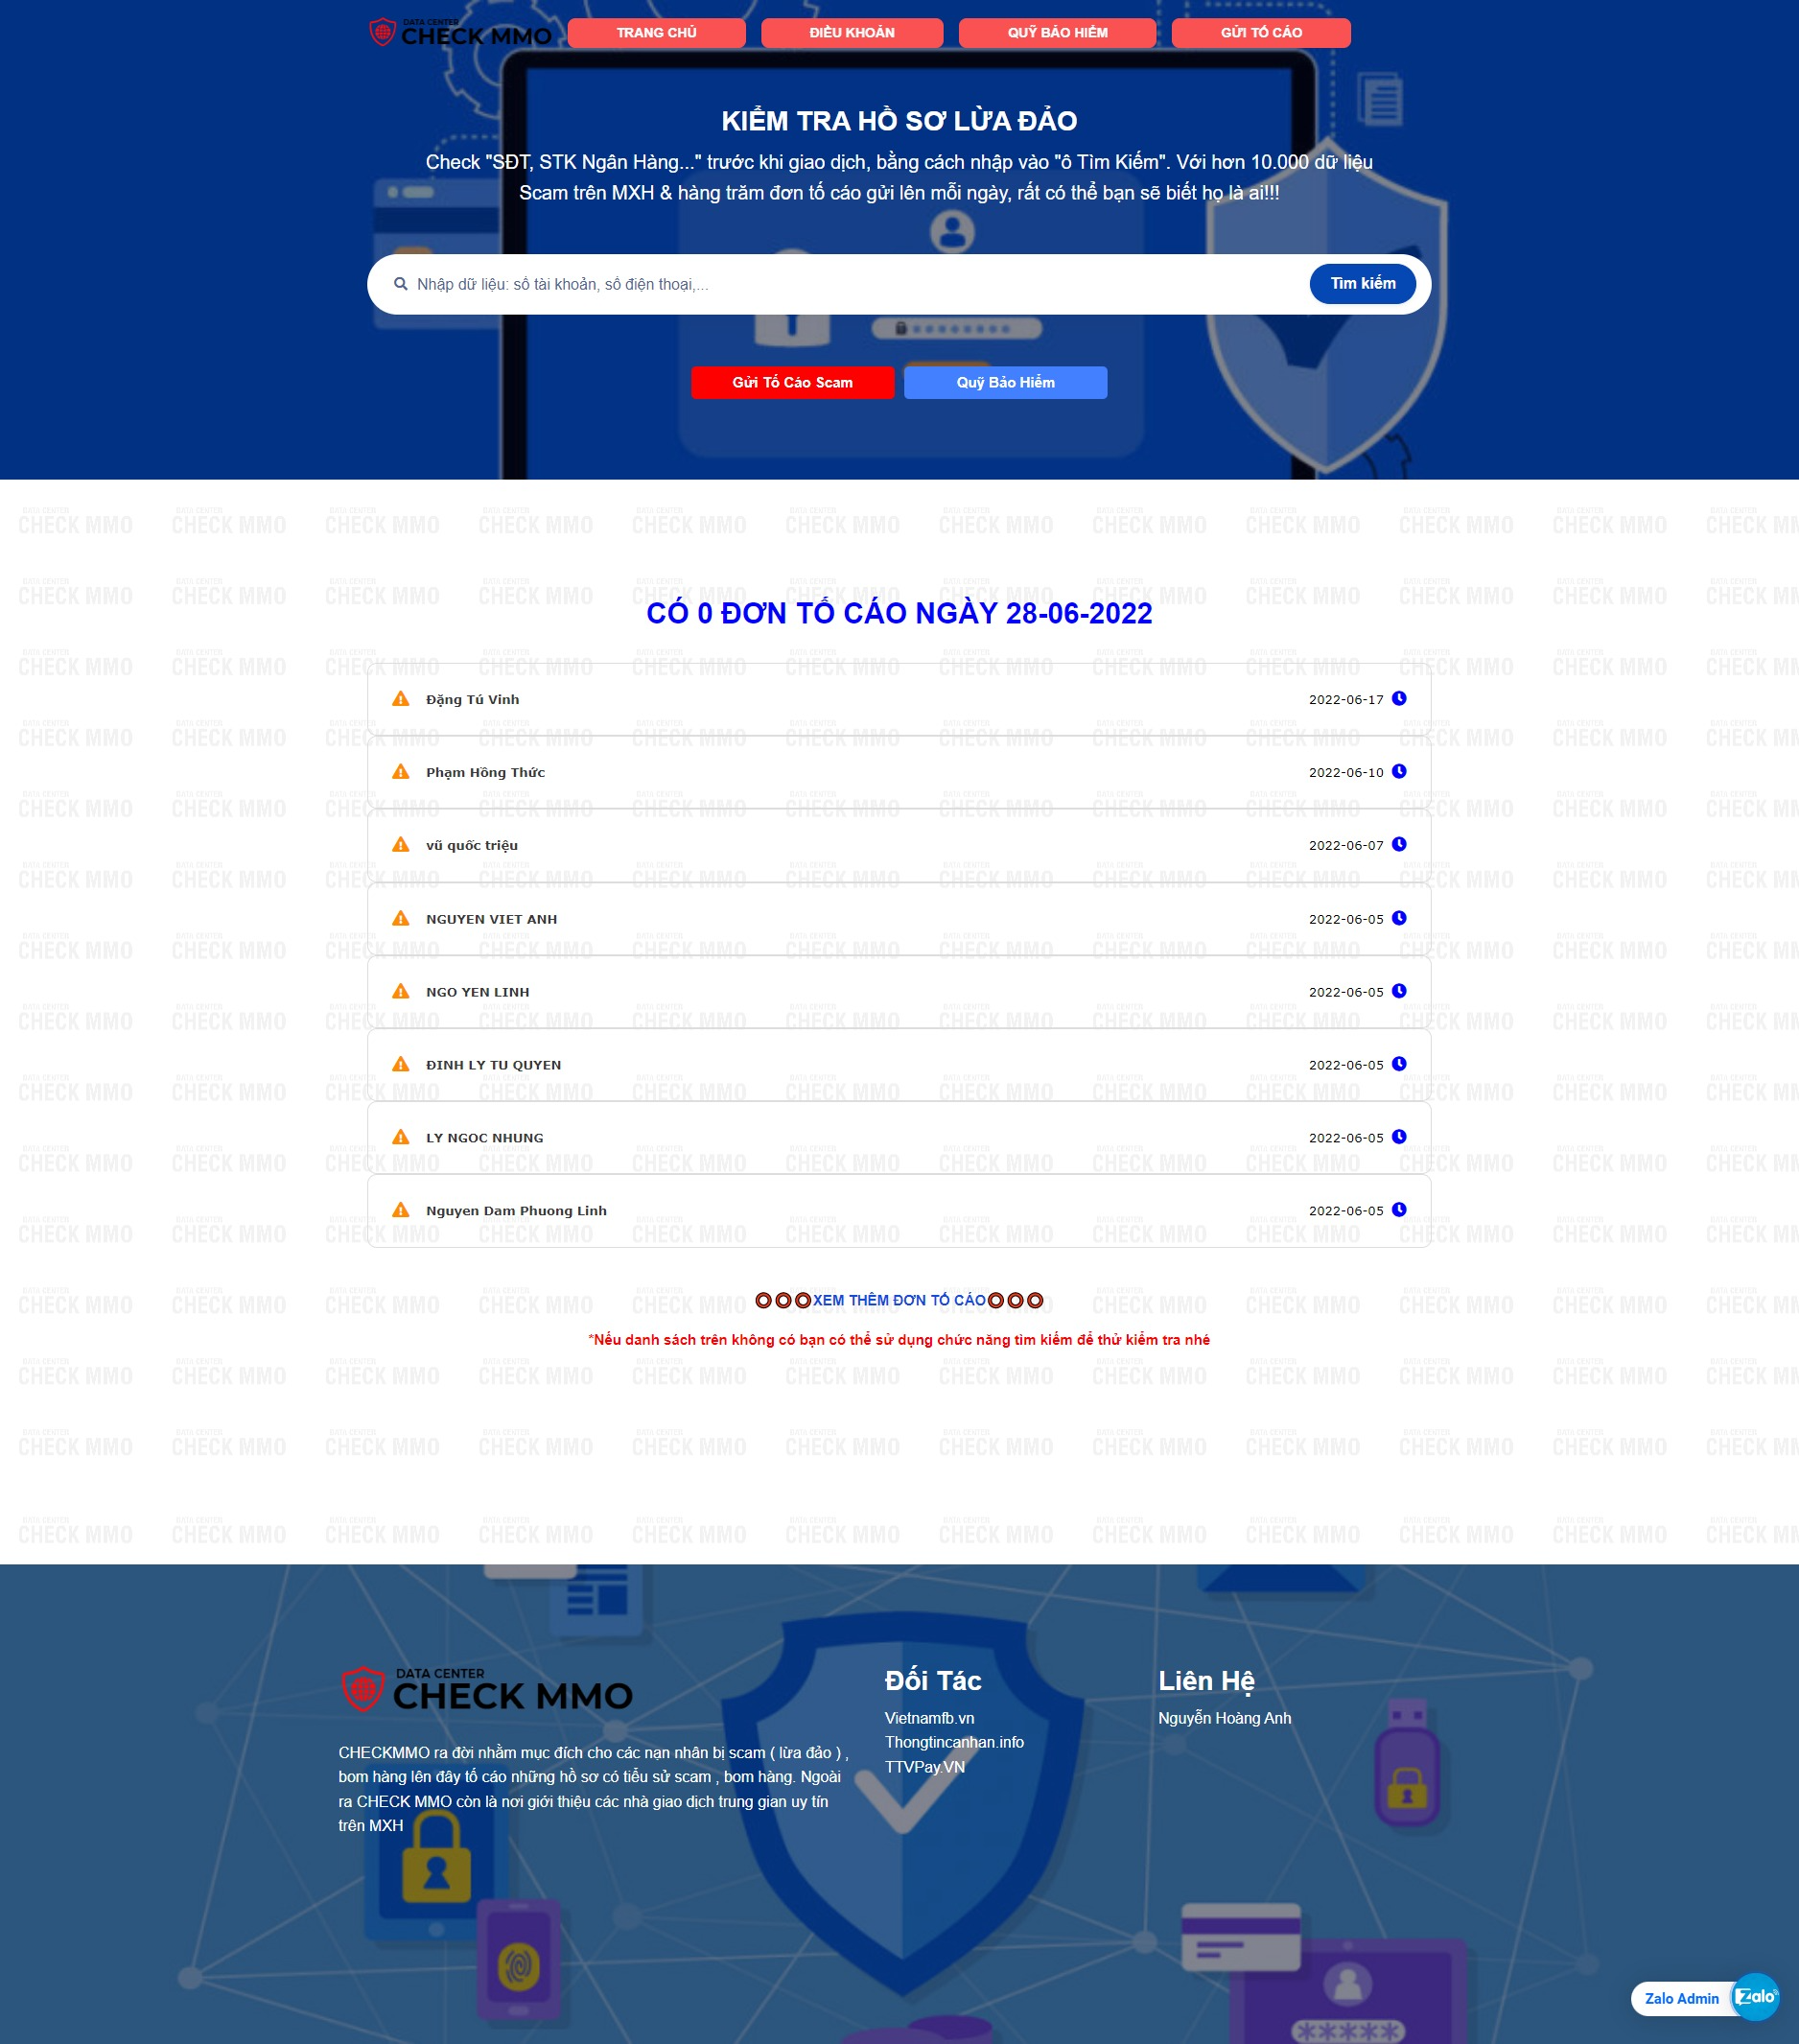 DATA CENTER
CHECK MMO
TRANG CHỦ
ĐIỀU KHOẢN
QUỸ BẢO HIỂM
GỬI TỐ CÁO
KIỂM TRA HỒ SƠ LỪA ĐẢO
Check "SĐT, STK Ngân Hàng..." trước khi giao dịch, bằng cách nhập vào "ô Tìm Kiếm". Với hơn 10.000 dữ liệu
Scam trên MXH & hàng trăm đơn tố cáo gửi lên mỗi ngày, rất có thể bạn sẽ biết họ là ai!!!
Nhập dữ liệu: số tài khoản, số điện thoại,...
Tìm kiếm
Gửi Tố Cáo Scam
Quỹ Bảo Hiểm
CÓ 0 ĐƠN TỐ CÁO NGÀY 28-06-2022
Đặng Tú Vinh
2022-06-17
Phạm Hồng Thức
2022-06-10
vũ quốc triệu
2022-06-07
NGUYEN VIET ANH
2022-06-05
NGO YEN LINH
2022-06-05
ĐINH LY TU QUYEN
2022-06-05
LY NGOC NHUNG
2022-06-05
Nguyen Dam Phuong Linh
2022-06-05
⭕⭕⭕XEM THÊM ĐƠN TỐ CÁO⭕⭕⭕
*Nếu danh sách trên không có bạn có thể sử dụng chức năng tìm kiếm để thử kiểm tra nhé
DATA CENTER
CHECK MMO
CHECKMMO ra đời nhằm mục đích cho các nạn nhân bị scam ( lừa đảo ) ,
bom hàng lên đây tố cáo những hồ sơ có tiểu sử scam , bom hàng. Ngoài
ra CHECK MMO còn là nơi giới thiệu các nhà giao dịch trung gian uy tín
trên MXH
Đối Tác
Vietnamfb.vn
Thongtincanhan.info
TTVPay.VN
Liên Hệ
Nguyễn Hoàng Anh
Zalo Admin
Zalo